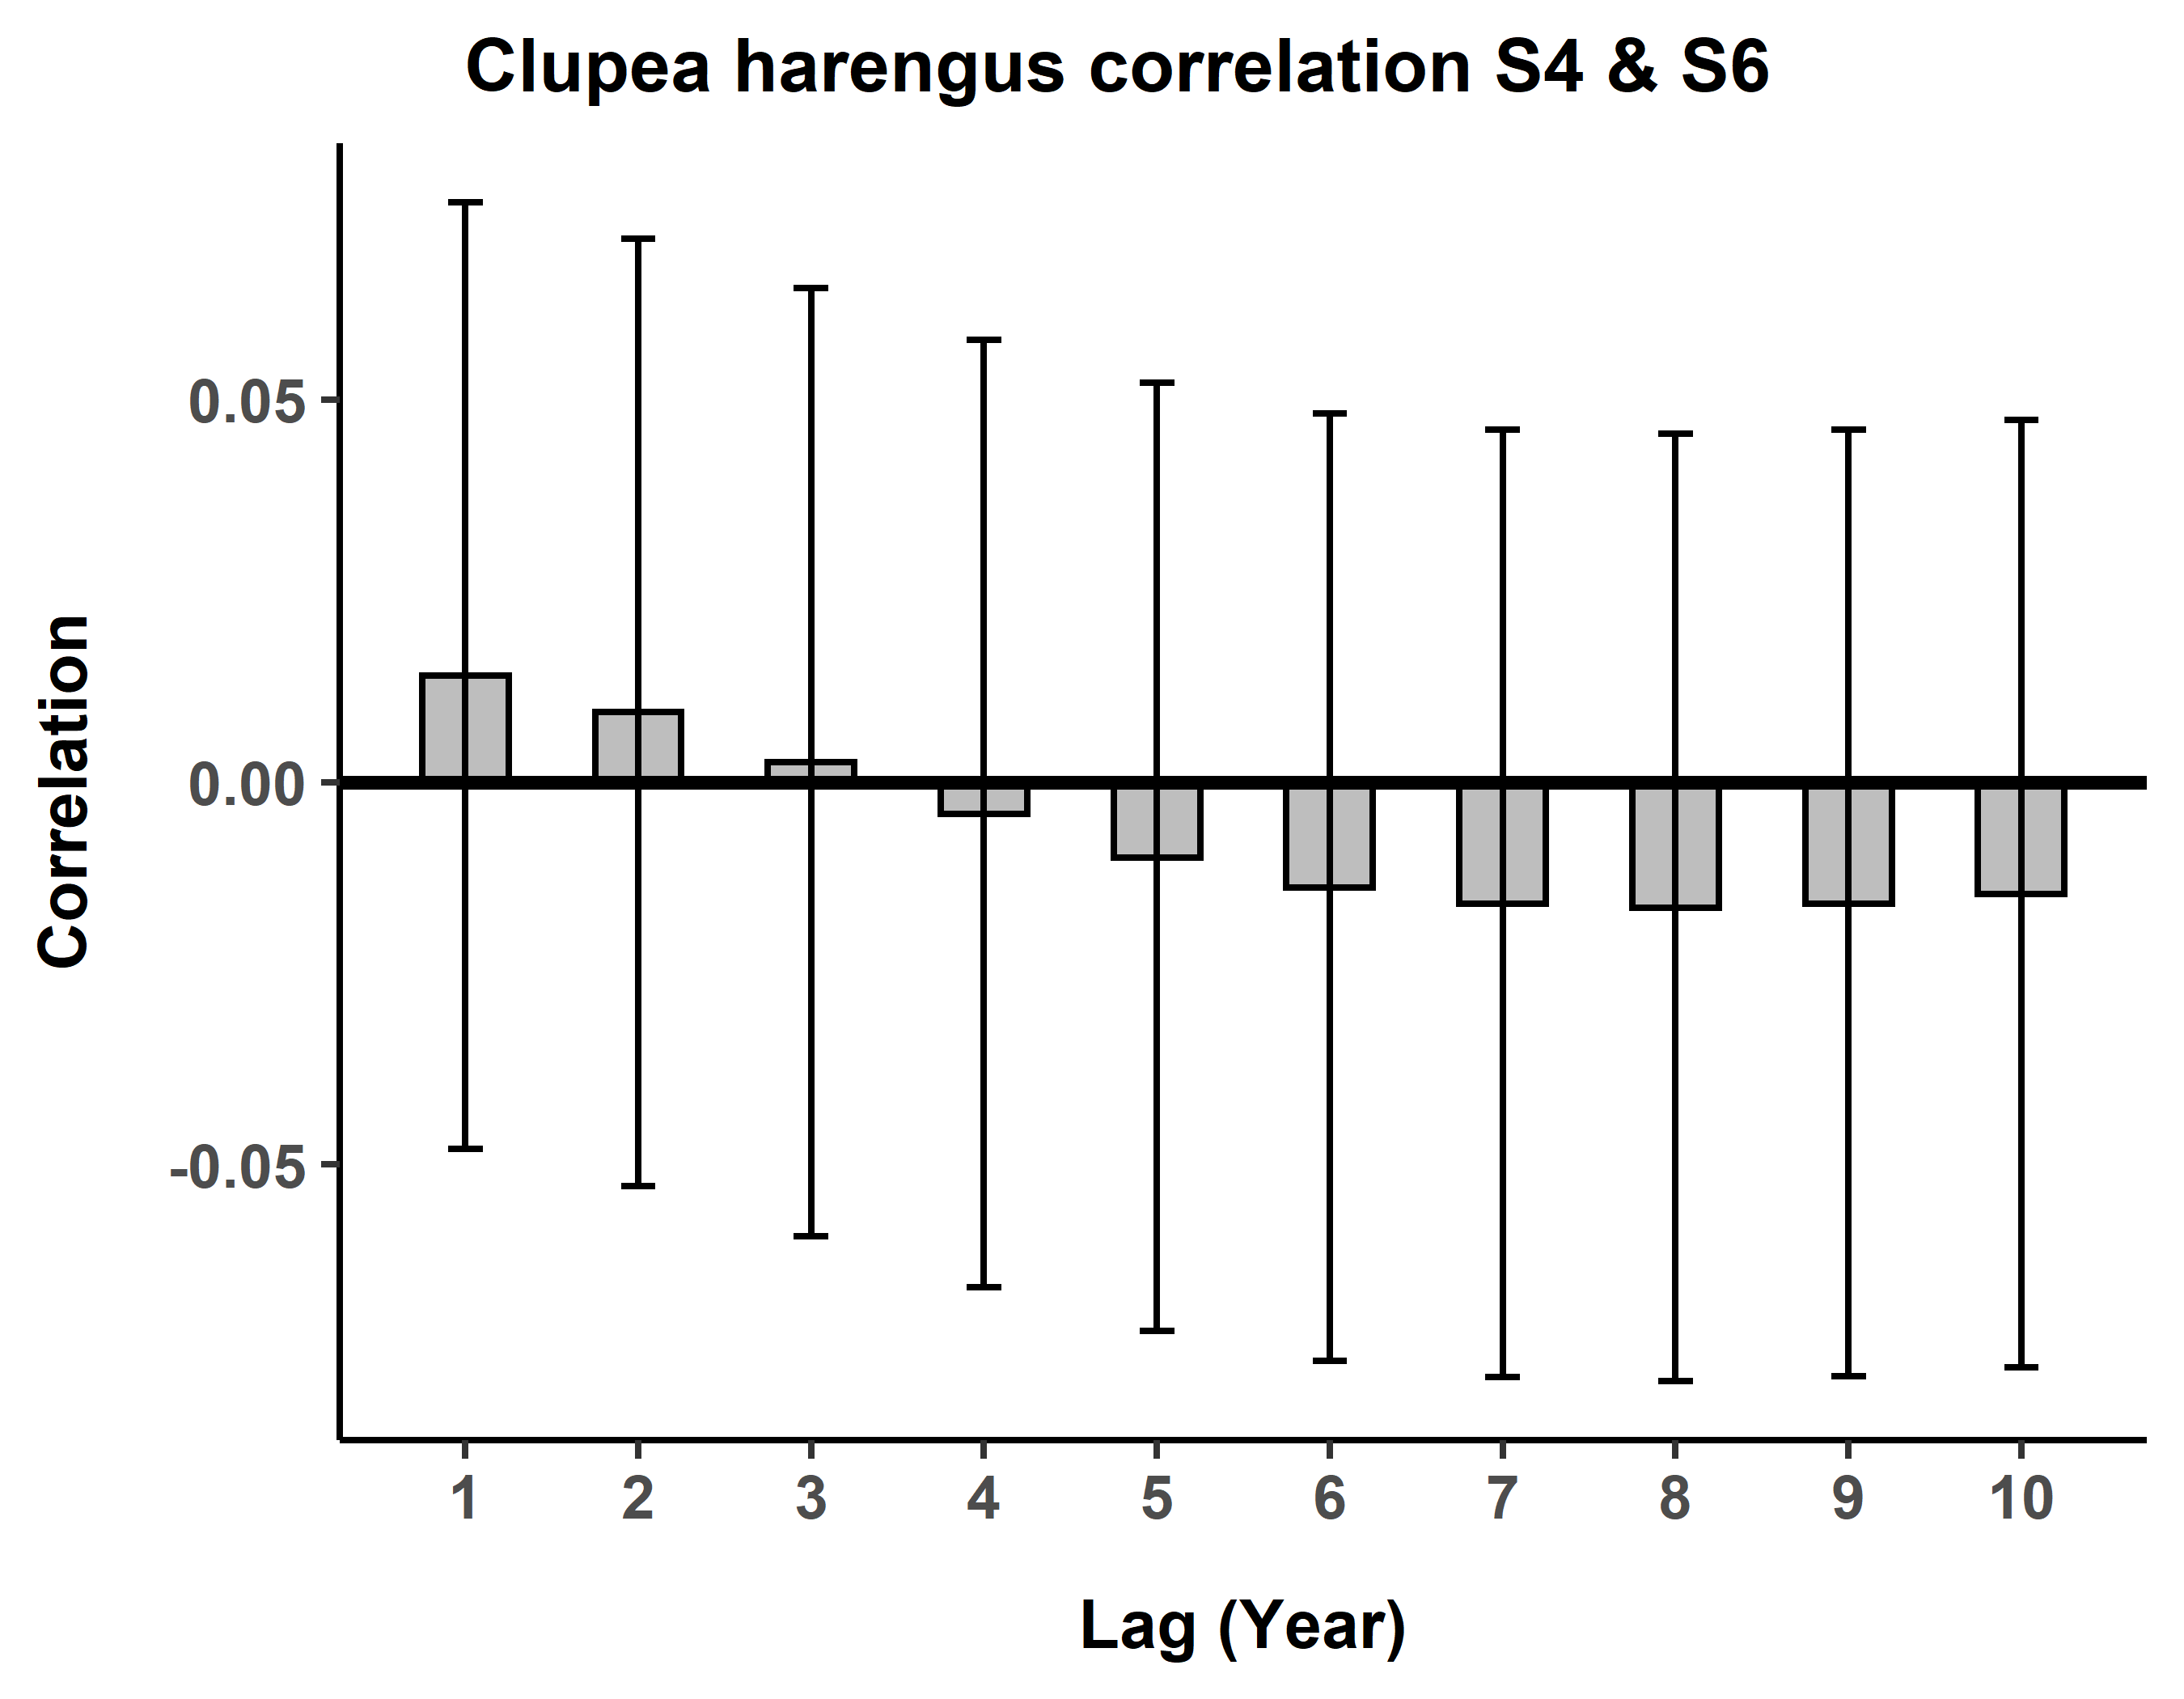 Clupea harengus correlation S4 & S6
Correlation
0.05
0.00
-0.05
1 2 3 4 5 6 7 8 9 10
Lag (Year)